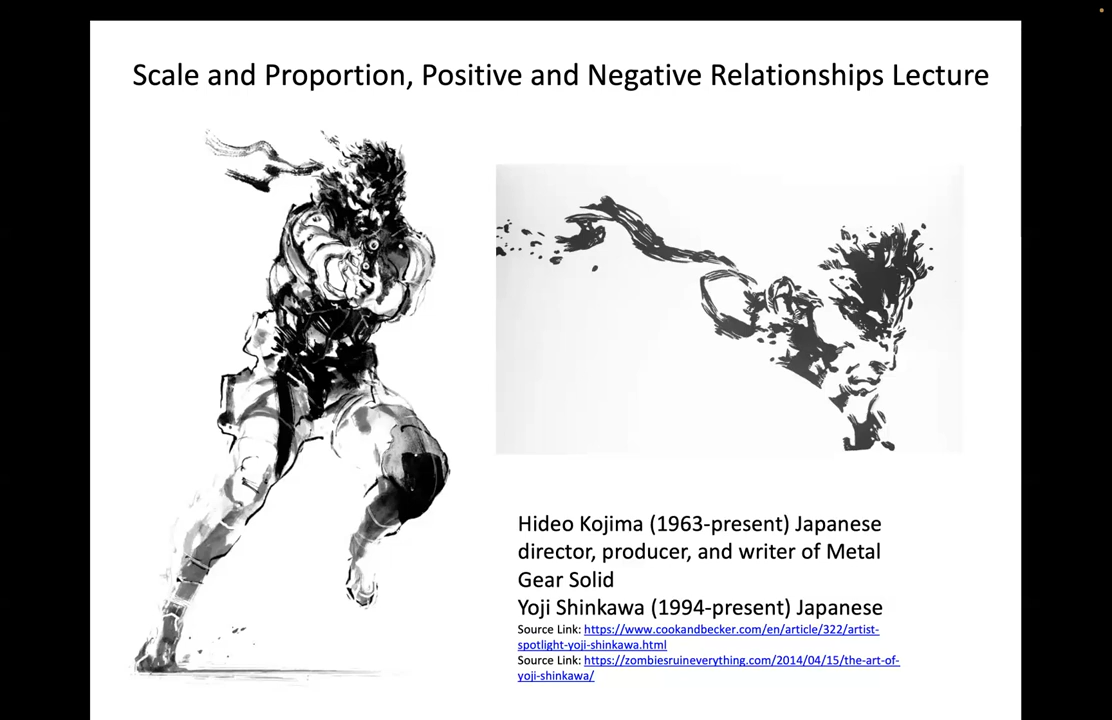 Scale and Proportion, Positive and Negative Relationships Lecture
Hideo Kojima (1963-present) Japanese
director, producer, and writer of Metal
Gear Solid
Yoji Shinkawa (1994-present) Japanese
Source Link: https://www.cookandbecker.com/en/article/322/artist-
spotlight-yoji-shinkawa.html
Source Link: https://zombiesruineverything.com/2014/04/15/the-art-of-
yoji-shinkawa/